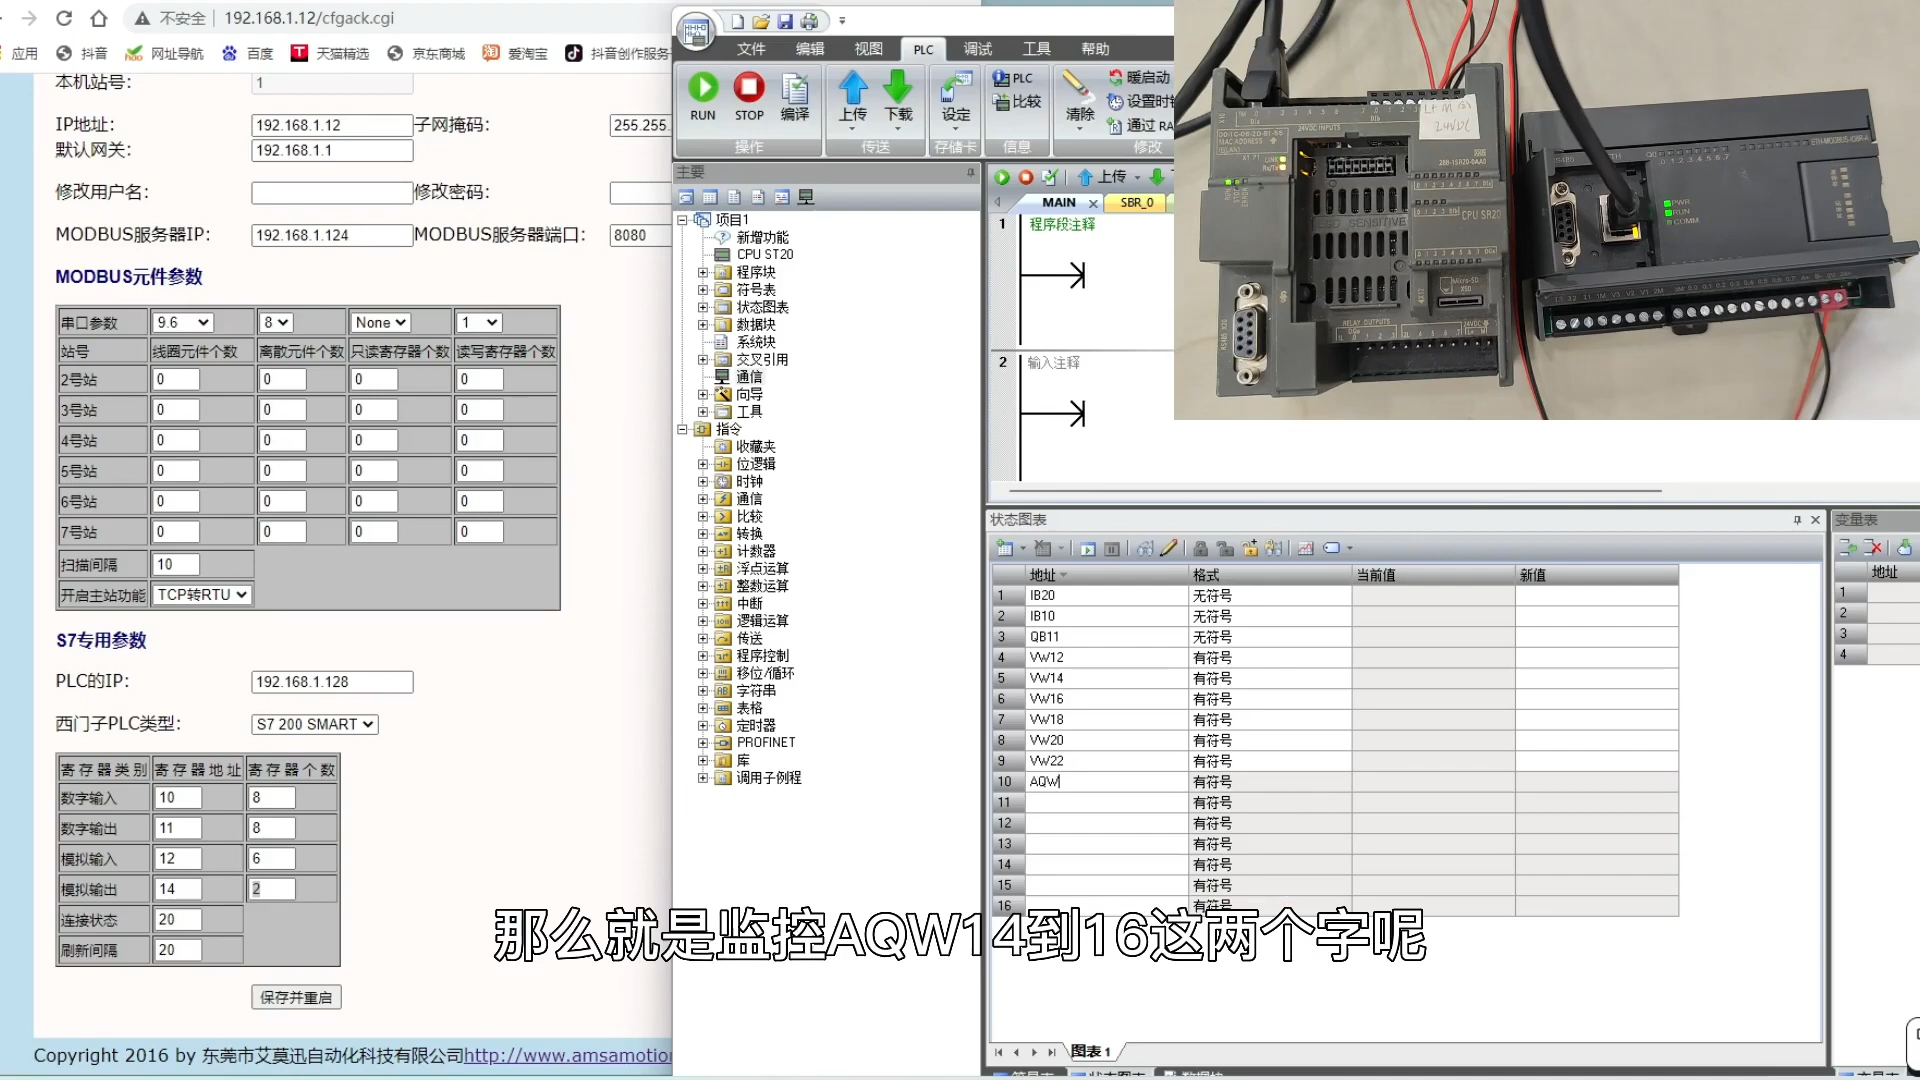 不安全 192.168.1.12/cfgack.cgi
应用 抖音 网址导航 百度 天猫精选 京东商城 爱淘宝 抖音创作服务
本机站号: 1
IP地址: 192.168.1.12 子网掩码: 255.255.
默认网关: 192.168.1.1
修改用户名: 修改密码:
MODBUS服务器IP: 192.168.1.124 MODBUS服务器端口: 8080
MODBUS元件参数
串口参数 9.6 8 None 1
站号 线圈元件个数 离散元件个数 只读寄存器个数 读写寄存器个数
2号站 0 0 0 0
3号站 0 0 0 0
4号站 0 0 0 0
5号站 0 0 0 0
6号站 0 0 0 0
7号站 0 0 0 0
扫描间隔 10
开启主站功能 TCP转RTU
S7专用参数
PLC的IP: 192.168.1.128
西门子PLC类型: S7 200 SMART
寄存器类别 寄存器地址 寄存器个数
数字输入 10 8
数字输出 11 8
模拟输入 12 6
模拟输出 14 2
连接状态 20
刷新间隔 20
保存并重启
Copyright 2016 by 东莞市艾莫迅自动化科技有限公司http://www.amsamotio
文件 编辑 视图 PLC 调试 工具 帮助
RUN STOP 编译 上传 下载 设定 PLC 比较 清除 暖启动 设置时 通过 RA
操作 传送 存储卡 信息 修改
主要
项目1
新增功能
CPU ST20
程序块
符号表
状态图表
数据块
系统块
交叉引用
通信
向导
工具
指令
收藏夹
位逻辑
时钟
通信
比较
转换
计数器
浮点运算
整数运算
中断
逻辑运算
传送
程序控制
移位/循环
字符串
表格
定时器
PROFINET
库
调用子例程
上传
MAIN SBR_0
1 程序段注释
2 输入注释
状态图表
地址 格式 当前值 新值
1 IB20 无符号
2 IB10 无符号
3 QB11 无符号
4 VW12 有符号
5 VW14 有符号
6 VW16 有符号
7 VW18 有符号
8 VW20 有符号
9 VW22 有符号
10 AQW 有符号
11 有符号
12 有符号
13 有符号
14 有符号
15 有符号
16 有符号
图表 1
变量表
地址
1
2
3
4
24VDC INPUTS
CPU SR20
RELAY OUTPUTS
Micro-SD
PWR
RUN
COMM
那么就是监控AQW14到16这两个字呢